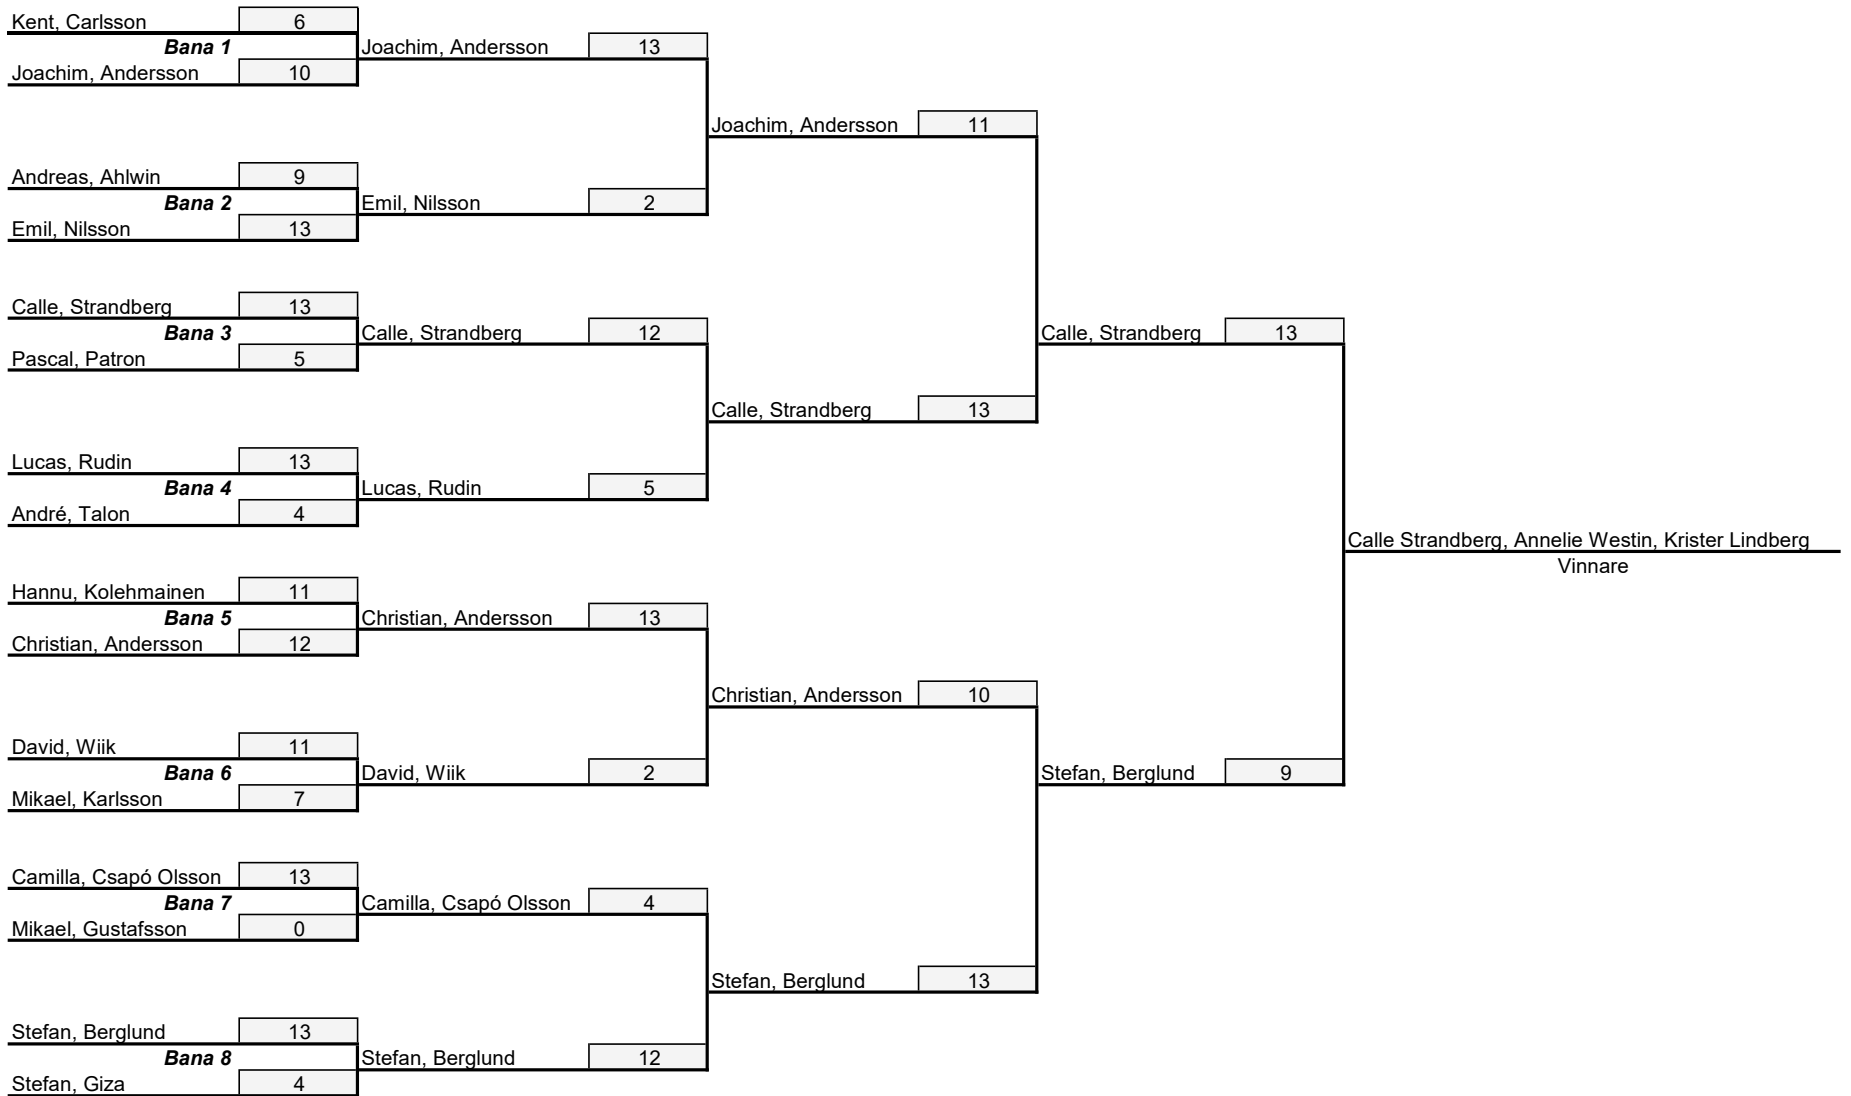 Kent, Carlsson 6
Bana 1 Joachim, Andersson 13
Joachim, Andersson 10
Joachim, Andersson 11
Andreas, Ahlwin 9
Bana 2 Emil, Nilsson 2
Emil, Nilsson 13
Calle, Strandberg 13
Bana 3 Calle, Strandberg 12 Calle, Strandberg 13
Pascal, Patron 5
Calle, Strandberg 13
Lucas, Rudin 13
Bana 4 Lucas, Rudin 5
André, Talon 4
Calle Strandberg, Annelie Westin, Krister Lindberg
Vinnare
Hannu, Kolehmainen 11
Bana 5 Christian, Andersson 13
Christian, Andersson 12
Christian, Andersson 10
David, Wiik 11
Bana 6 David, Wiik 2 Stefan, Berglund 9
Mikael, Karlsson 7
Camilla, Csapó Olsson 13
Bana 7 Camilla, Csapó Olsson 4
Mikael, Gustafsson 0
Stefan, Berglund 13
Stefan, Berglund 13
Bana 8 Stefan, Berglund 12
Stefan, Giza 4